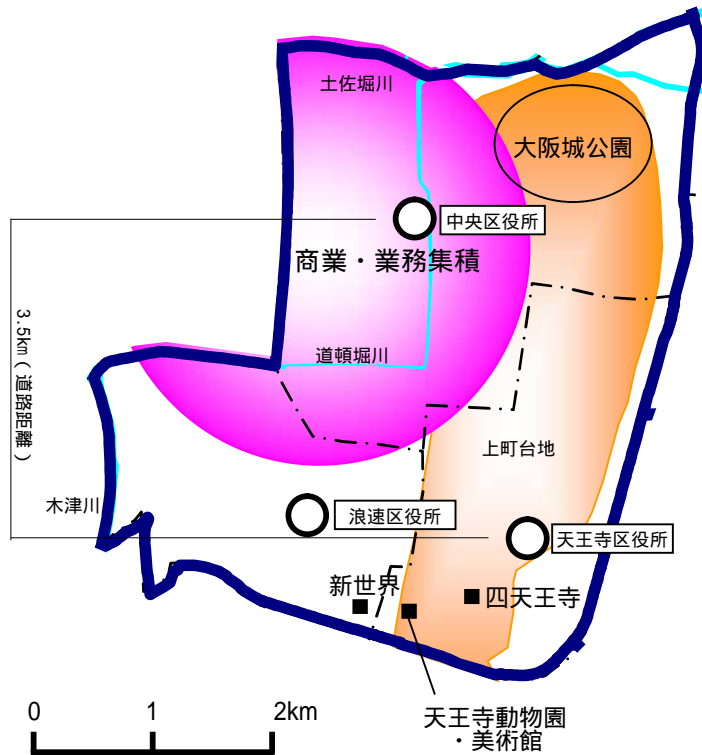 土佐堀川
大阪城公園
中央区役所
商業・業務集積
3.5㎞（道路距離）
道頓堀川
上町台地
木津川
浪速区役所
天王寺区役所
新世界
四天王寺
天王寺動物園
・美術館
0 1 2km